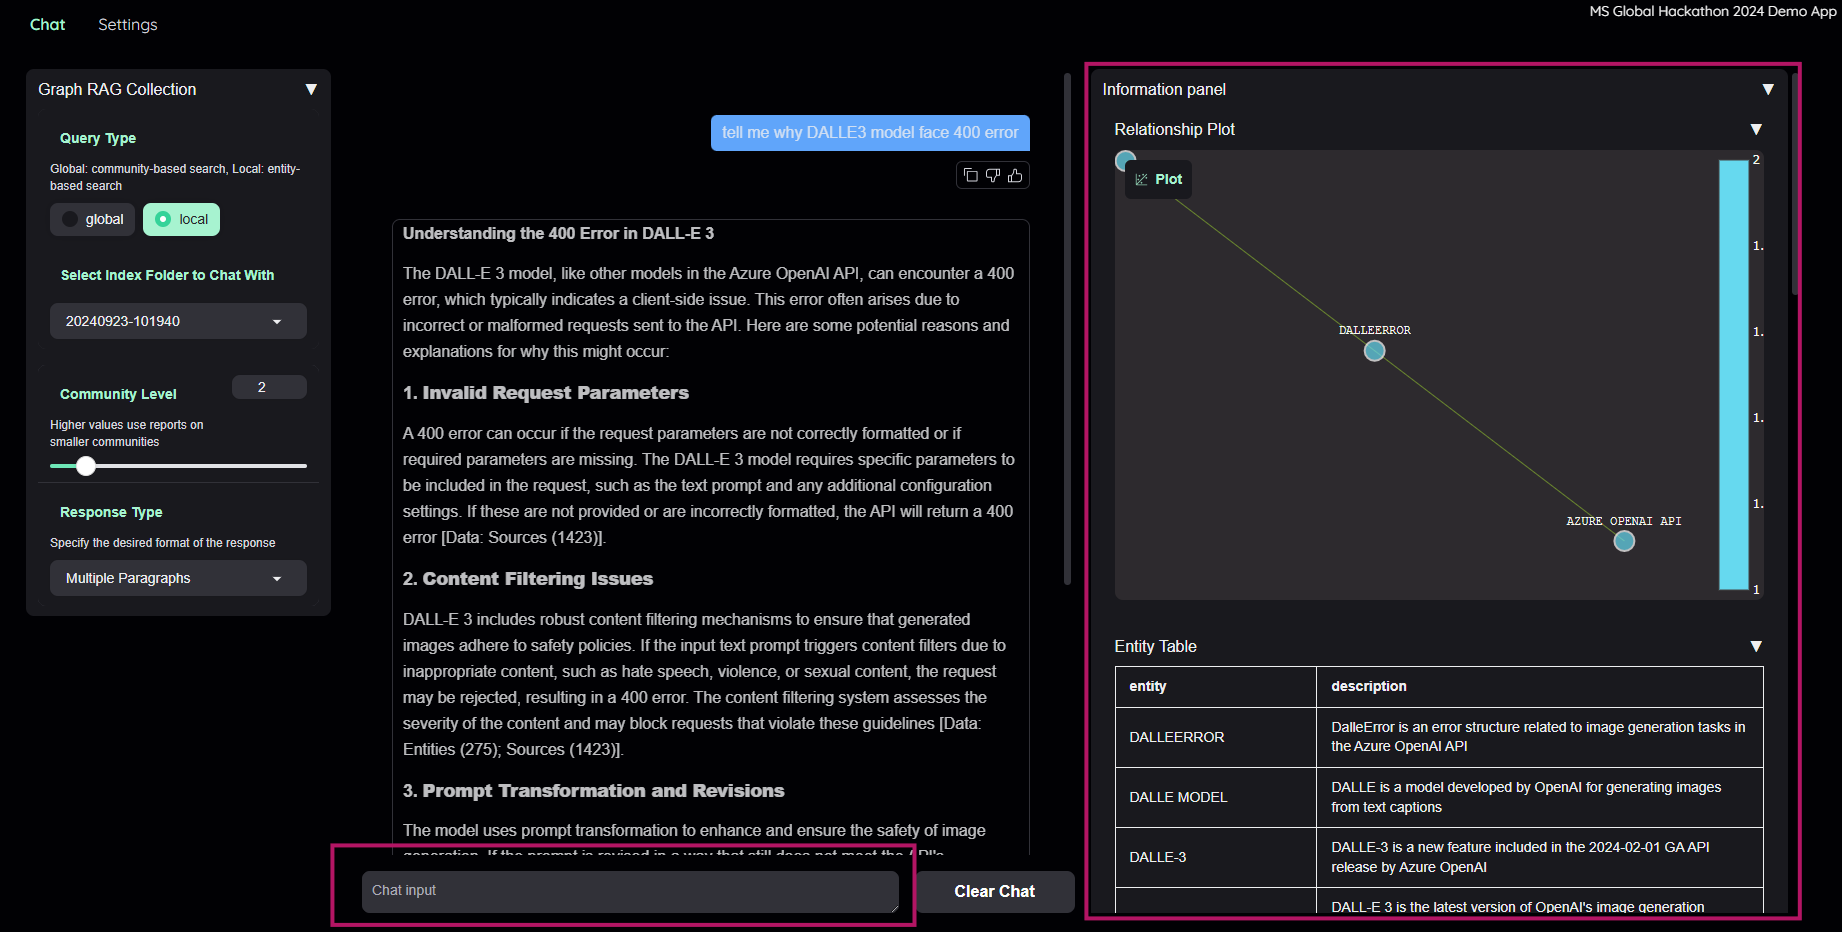 Chat
Settings
MS Global Hackathon 2024 Demo App
Graph RAG Collection
Query Type
Global: community-based search, Local: entity-
based search
global
local
Select Index Folder to Chat With
20240923-101940
Community Level
2
Higher values use reports on
smaller communities
Response Type
Specify the desired format of the response
Multiple Paragraphs
tell me why DALLE3 model face 400 error
Understanding the 400 Error in DALL-E 3
The DALL-E 3 model, like other models in the Azure OpenAI API, can encounter a 400
error, which typically indicates a client-side issue. This error often arises due to
incorrect or malformed requests sent to the API. Here are some potential reasons and
explanations for why this might occur:
1. Invalid Request Parameters
A 400 error can occur if the request parameters are not correctly formatted or if
required parameters are missing. The DALL-E 3 model requires specific parameters to
be included in the request, such as the text prompt and any additional configuration
settings. If these are not provided or are incorrectly formatted, the API will return a 400
error [Data: Sources (1423)].
2. Content Filtering Issues
DALL-E 3 includes robust content filtering mechanisms to ensure that generated
images adhere to safety policies. If the input text prompt triggers content filters due to
inappropriate content, such as hate speech, violence, or sexual content, the request
may be rejected, resulting in a 400 error. The content filtering system assesses the
severity of the content and may block requests that violate these guidelines [Data:
Entities (275); Sources (1423)].
3. Prompt Transformation and Revisions
The model uses prompt transformation to enhance and ensure the safety of image
generation. If the prompt is revised in a way that still does not meet the API's
Chat input
Clear Chat
Information panel
Relationship Plot
Plot
DALLEERROR
AZURE OPENAI API
2
1.
1.
1.
1.
1
Entity Table
entity
description
DALLEERROR
DalleError is an error structure related to image generation tasks in
the Azure OpenAI API
DALLE MODEL
DALLE is a model developed by OpenAI for generating images
from text captions
DALLE-3
DALLE-3 is a new feature included in the 2024-02-01 GA API
release by Azure OpenAI
DALL-E 3 is the latest version of OpenAI's image generation